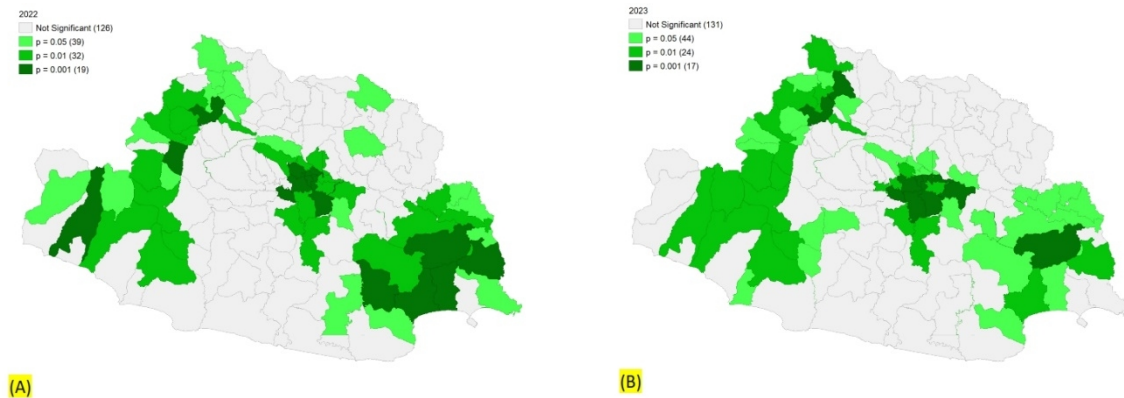 2022
Not Significant (126)
p = 0.05 (39)
p = 0.01 (32)
p = 0.001 (19)
(A)
2023
Not Significant (131)
p = 0.05 (44)
p = 0.01 (24)
p = 0.001 (17)
(B)